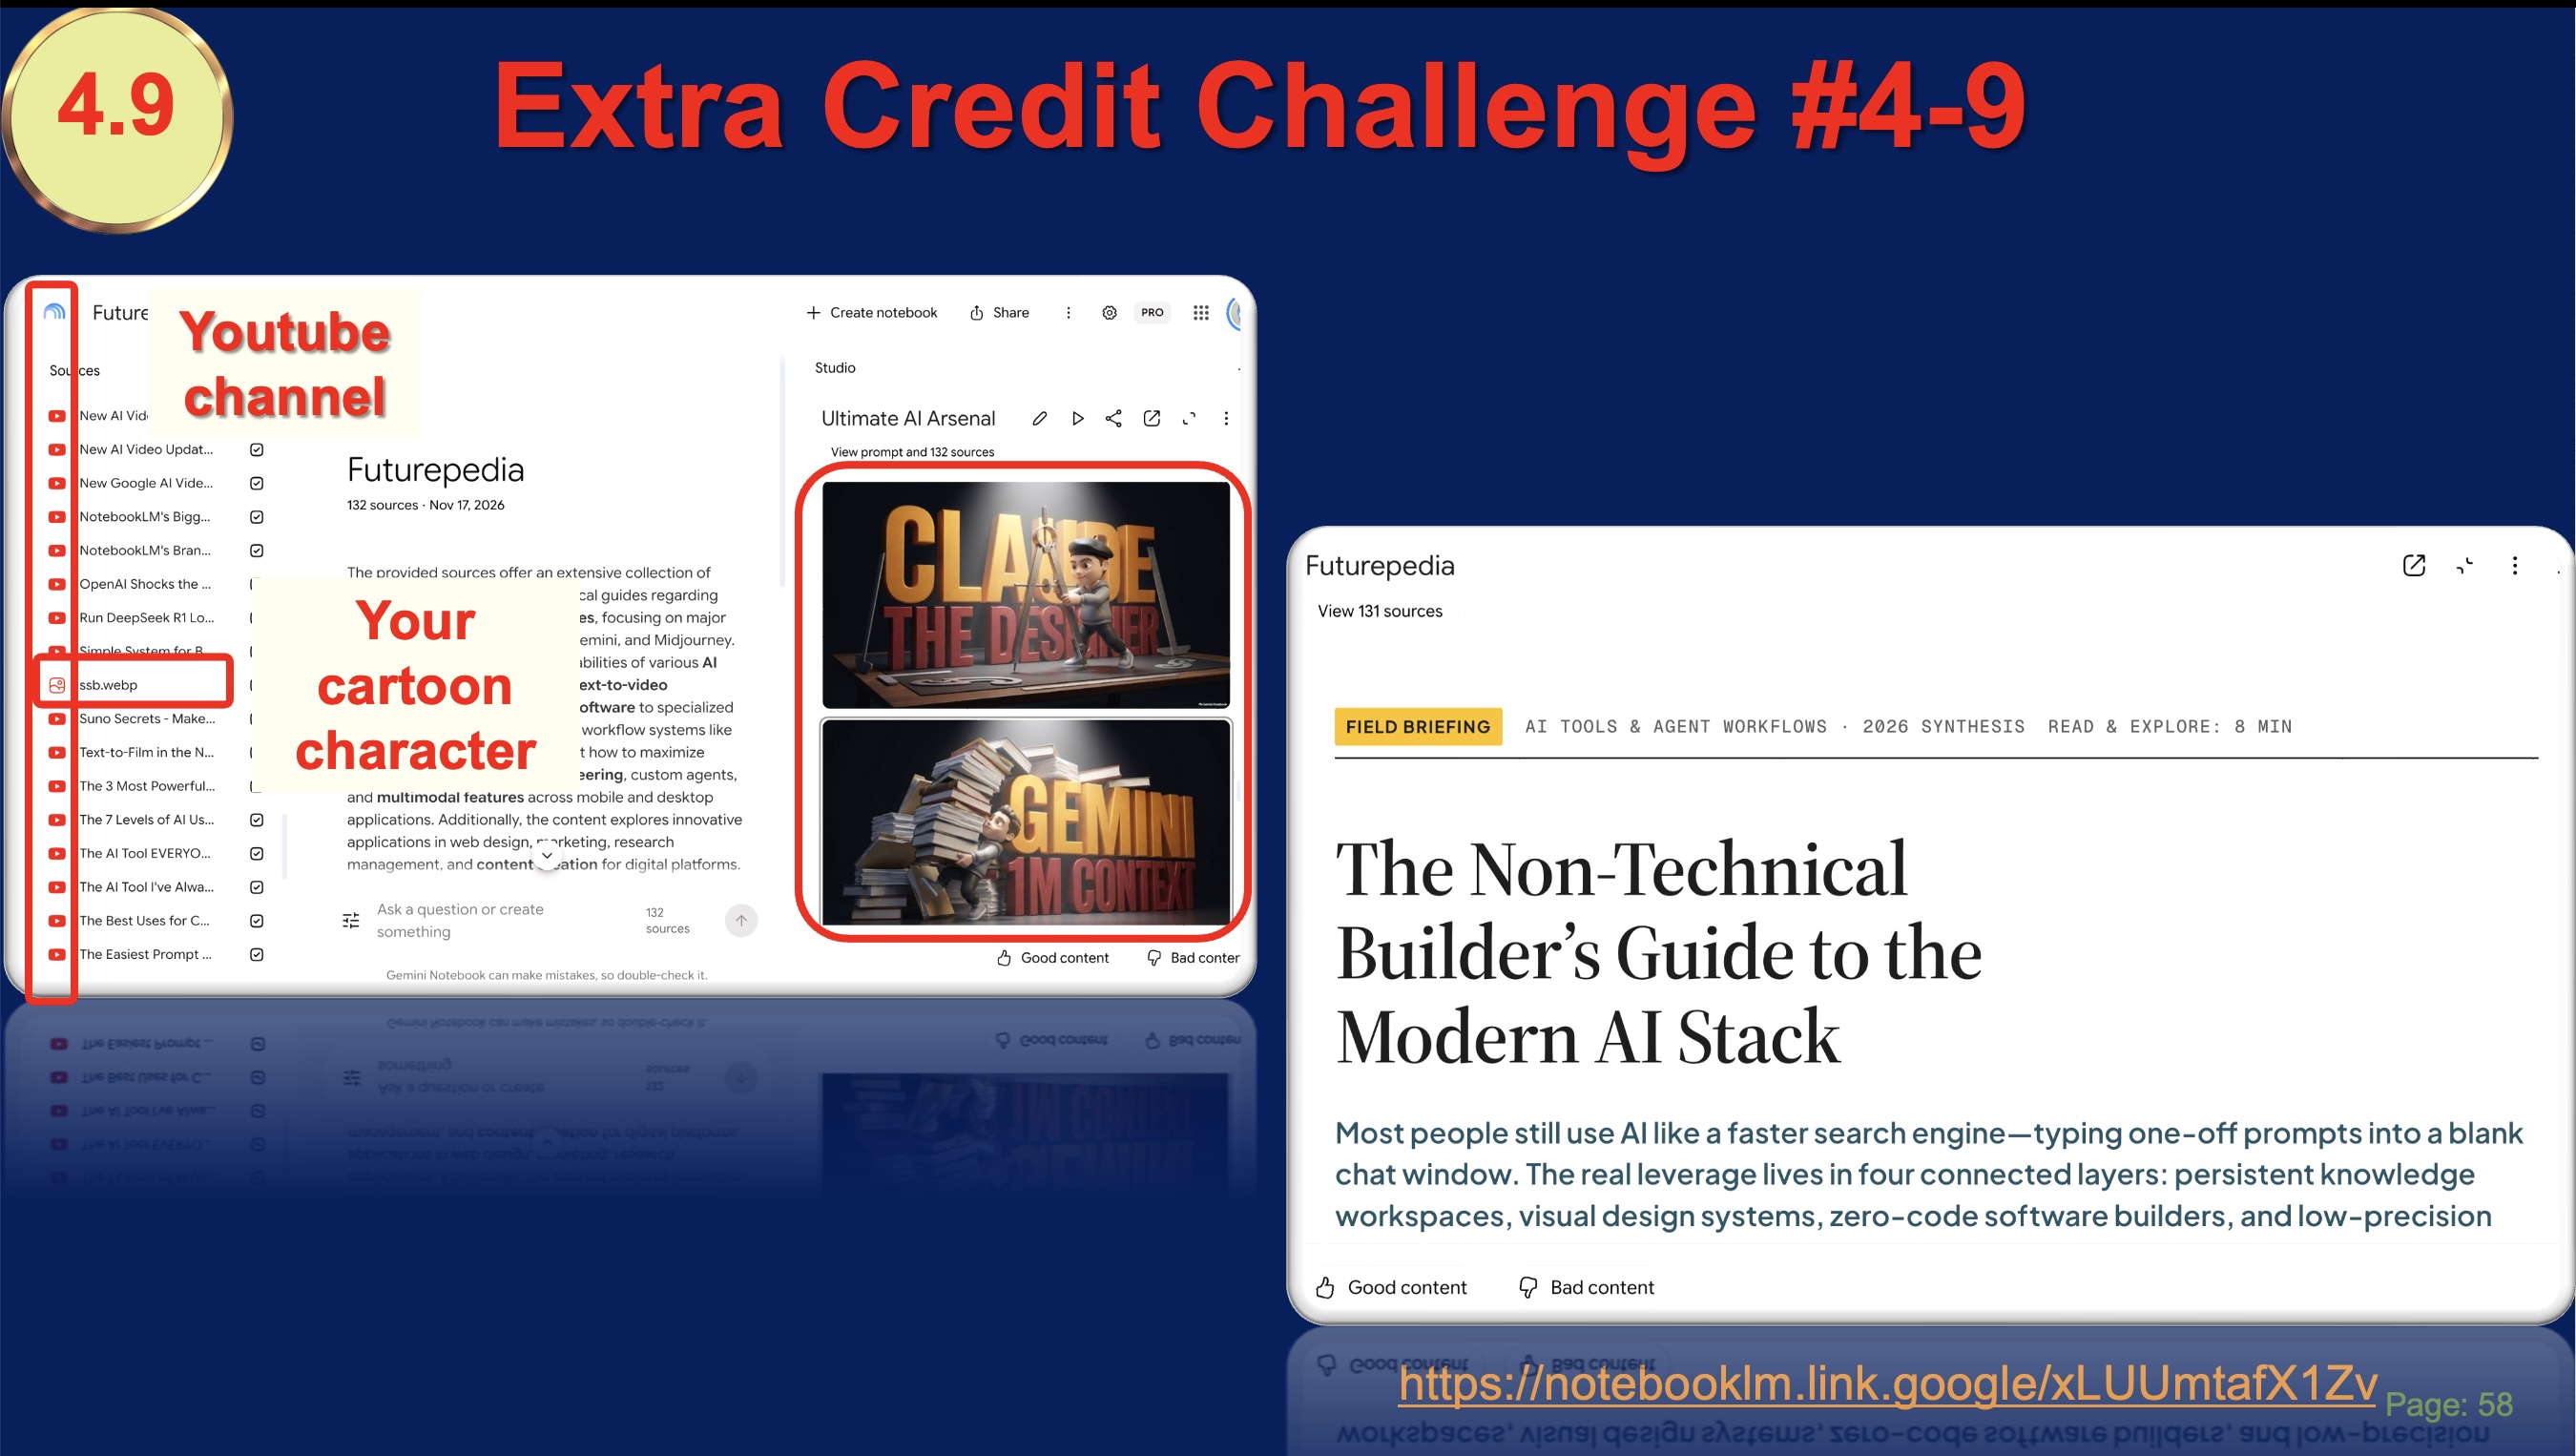 4.9
Extra Credit Challenge #4-9
Future
Youtube
channel
Create notebook
Share
PRO
Sources
New AI Vid
New AI Video Updat...
New Google AI Vide...
NotebookLM's Bigg...
NotebookLM's Bran...
OpenAI Shocks the ...
Run DeepSeek R1 Lo...
Simple System for B
ssb.webp
Suno Secrets - Make...
Text-to-Film in the N...
The 3 Most Powerful...
The 7 Levels of AI Us...
The AI Tool EVERYO...
The AI Tool I've Alwa...
The Best Uses for C...
The Easiest Prompt ...
Futurepedia
132 sources · Nov 17, 2026
The provided sources offer an extensive collection of
cal guides regarding
es, focusing on major
emini, and Midjourney.
abilities of various AI
ext-to-video
oftware to specialized
workflow systems like
t how to maximize
eering, custom agents,
and multimodal features across mobile and desktop
applications. Additionally, the content explores innovative
applications in web design, marketing, research
management, and content creation for digital platforms.
Your
cartoon
character
Ask a question or create
something
132
sources
Gemini Notebook can make mistakes, so double-check it.
Studio
Ultimate AI Arsenal
View prompt and 132 sources
CLAUDE
THE DESIGNER
GEMINI
1M CONTEXT
Good content
Bad conter
Futurepedia
View 131 sources
FIELD BRIEFING AI TOOLS & AGENT WORKFLOWS · 2026 SYNTHESIS READ & EXPLORE: 8 MIN
The Non-Technical
Builder’s Guide to the
Modern AI Stack
Most people still use AI like a faster search engine—typing one-off prompts into a blank
chat window. The real leverage lives in four connected layers: persistent knowledge
workspaces, visual design systems, zero-code software builders, and low-precision
Good content
Bad content
https://notebooklm.link.google/xLUUmtafX1Zv
Page: 58